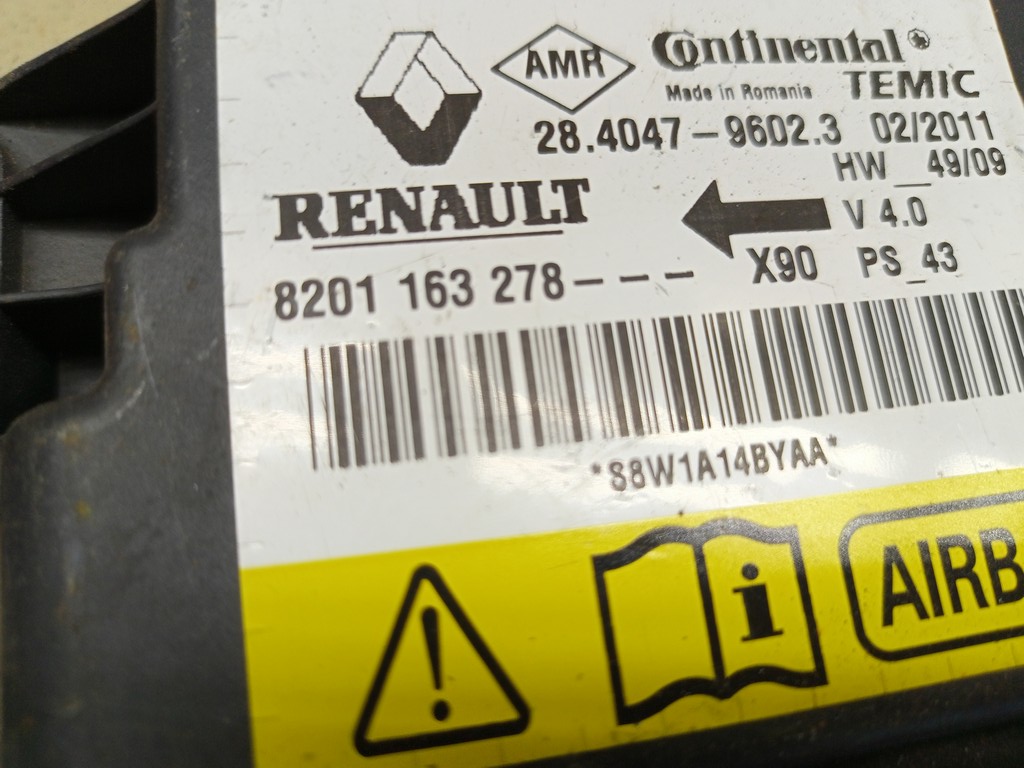 AMR Continental
Made in Romania TEMIC
28.4047-9602.3 02/2011
HW_49/09
RENAULT
V 4.0
8201 163 278--- X90 PS_43
*S8W1A14BYAA*
i
AIRB